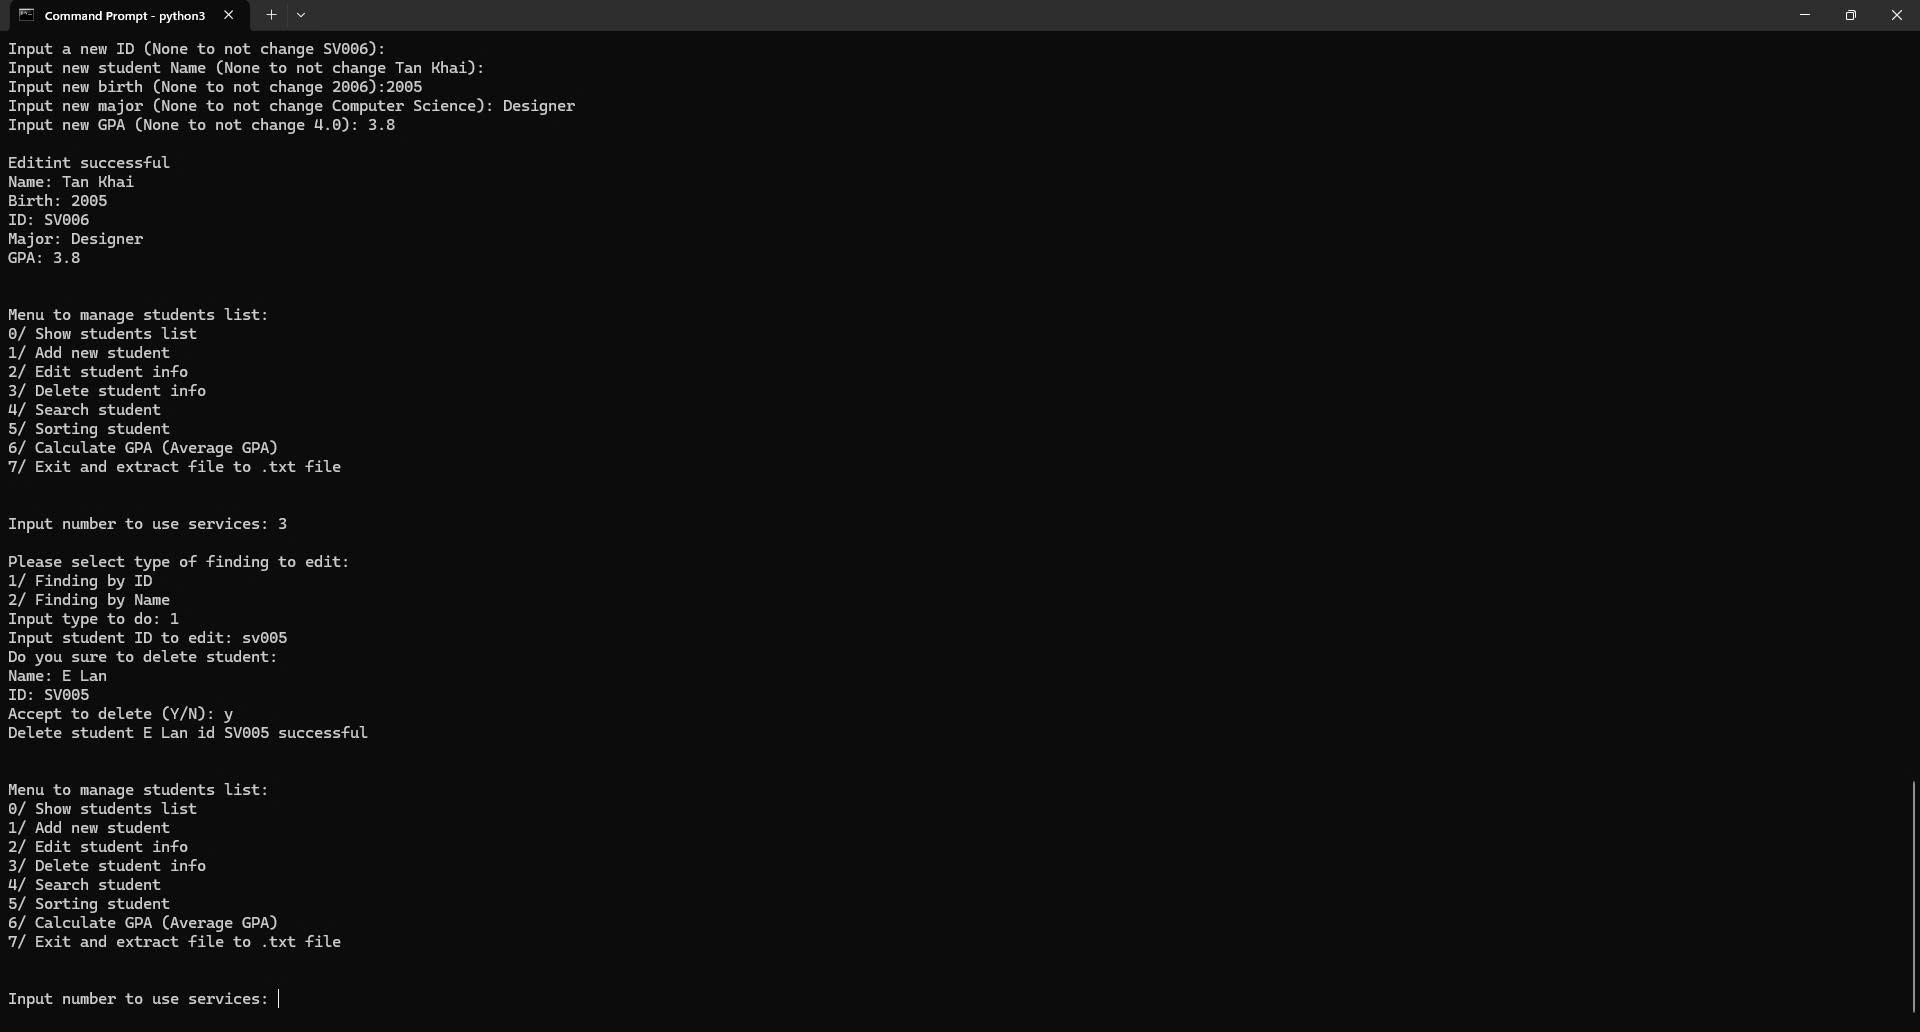 Command Prompt - python3
Input a new ID (None to not change SV006):
Input new student Name (None to not change Tan Khai):
Input new birth (None to not change 2006):2005
Input new major (None to not change Computer Science): Designer
Input new GPA (None to not change 4.0): 3.8
Editint successful
Name: Tan Khai
Birth: 2005
ID: SV006
Major: Designer
GPA: 3.8
Menu to manage students list:
0/ Show students list
1/ Add new student
2/ Edit student info
3/ Delete student info
4/ Search student
5/ Sorting student
6/ Calculate GPA (Average GPA)
7/ Exit and extract file to .txt file
Input number to use services: 3
Please select type of finding to edit:
1/ Finding by ID
2/ Finding by Name
Input type to do: 1
Input student ID to edit: sv005
Do you sure to delete student:
Name: E Lan
ID: SV005
Accept to delete (Y/N): y
Delete student E Lan id SV005 successful
Menu to manage students list:
0/ Show students list
1/ Add new student
2/ Edit student info
3/ Delete student info
4/ Search student
5/ Sorting student
6/ Calculate GPA (Average GPA)
7/ Exit and extract file to .txt file
Input number to use services: